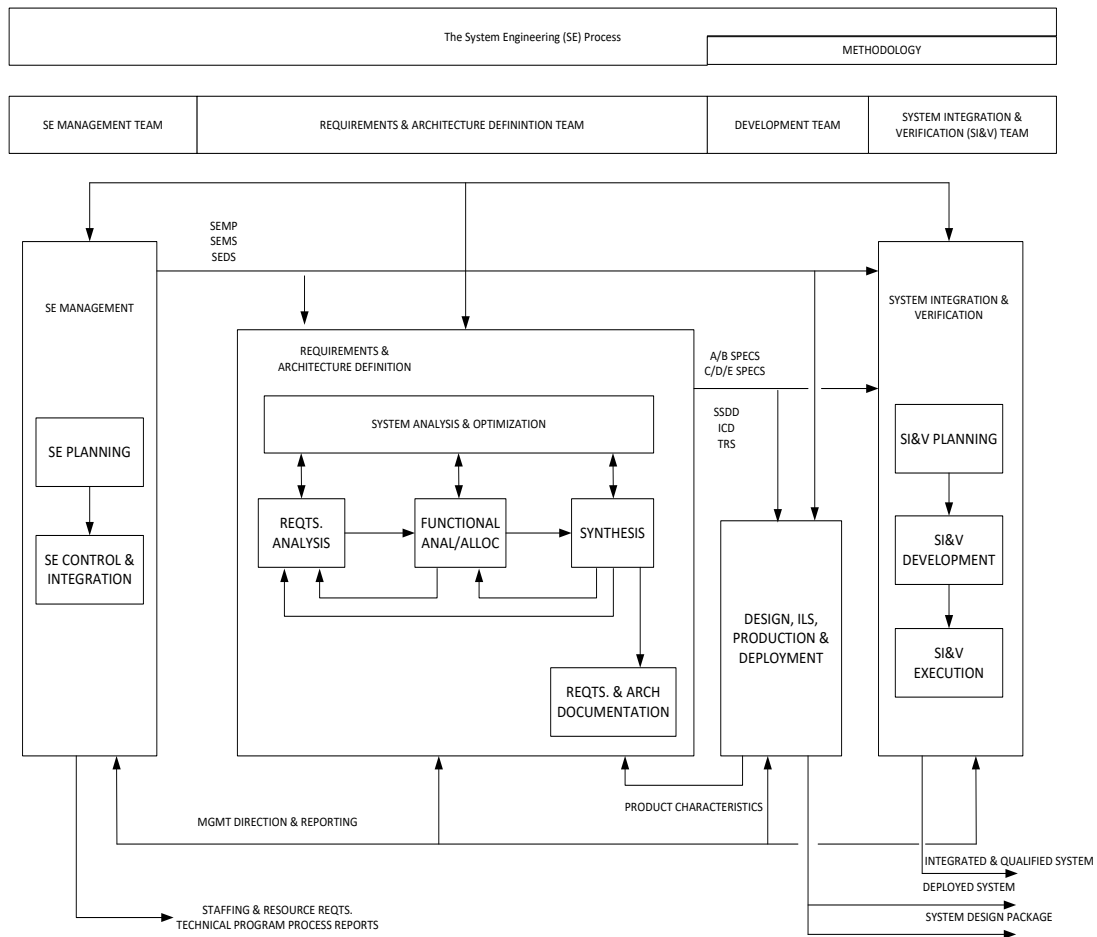 The System Engineering (SE) Process
METHODOLOGY
SE MANAGEMENT TEAM
REQUIREMENTS & ARCHITECTURE DEFININTION TEAM
DEVELOPMENT TEAM
SYSTEM INTEGRATION &
VERIFICATION (SI&V) TEAM
SEMP
SEMS
SEDS
SE MANAGEMENT
SYSTEM INTEGRATION &
VERIFICATION
REQUIREMENTS &
ARCHITECTURE DEFINITION
A/B SPECS
C/D/E SPECS
SYSTEM ANALYSIS & OPTIMIZATION
SSDD
ICD
TRS
SE PLANNING
SI&V PLANNING
REQTS.
ANALYSIS
FUNCTIONAL
ANAL/ALLOC
SYNTHESIS
SE CONTROL &
INTEGRATION
SI&V
DEVELOPMENT
DESIGN, ILS,
PRODUCTION &
DEPLOYMENT
SI&V
EXECUTION
REQTS. & ARCH
DOCUMENTATION
PRODUCT CHARACTERISTICS
MGMT DIRECTION & REPORTING
INTEGRATED & QUALIFIED SYSTEM
DEPLOYED SYSTEM
STAFFING & RESOURCE REQTS.
TECHNICAL PROGRAM PROCESS REPORTS
SYSTEM DESIGN PACKAGE